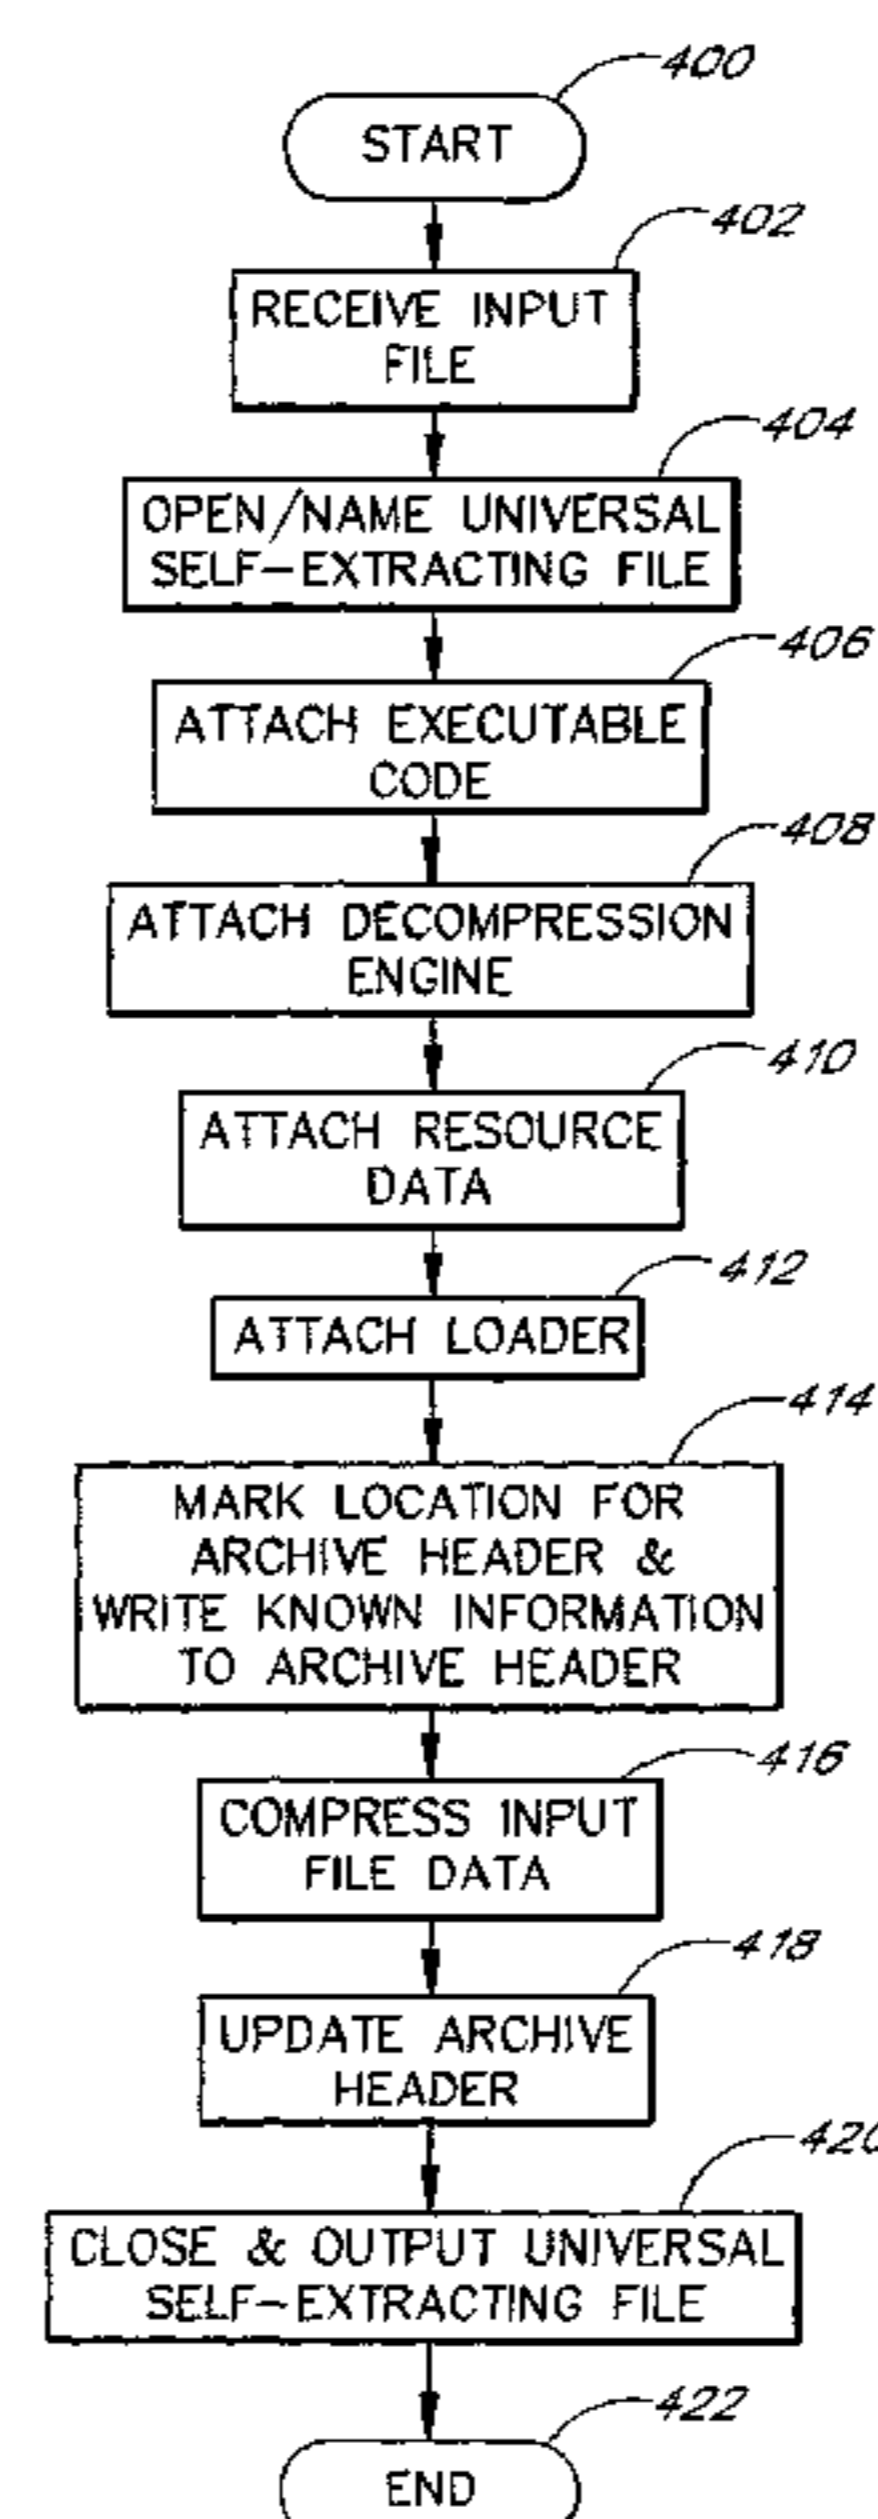 400
START
402
RECEIVE INPUT
FILE
404
OPEN/NAME UNIVERSAL
SELF-EXTRACTING FILE
406
ATTACH EXECUTABLE
CODE
408
ATTACH DECOMPRESSION
ENGINE
410
ATTACH RESOURCE
DATA
412
ATTACH LOADER
414
MARK LOCATION FOR
ARCHIVE HEADER &
WRITE KNOWN INFORMATION
TO ARCHIVE HEADER
416
COMPRESS INPUT
FILE DATA
418
UPDATE ARCHIVE
HEADER
420
CLOSE & OUTPUT UNIVERSAL
SELF-EXTRACTING FILE
422
END